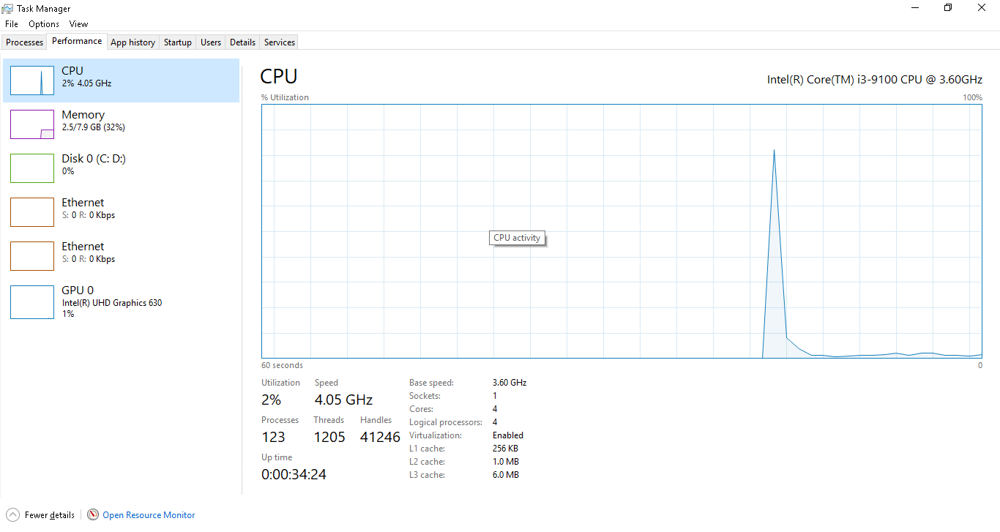 Task Manager
File Options View
Processes Performance App history Startup Users Details Services
CPU
2% 4.05 GHz
Memory
2.5/7.9 GB (32%)
Disk 0 (C: D:)
0%
Ethernet
S: 0 R: 0 Kbps
Ethernet
S: 0 R: 0 Kbps
GPU 0
Intel(R) UHD Graphics 630
1%
CPU Intel(R) Core(TM) i3-9100 CPU @ 3.60GHz
% Utilization 100%
CPU activity
60 seconds 0
Utilization Speed
2% 4.05 GHz
Processes Threads Handles
123 1205 41246
Up time
0:00:34:24
Base speed: 3.60 GHz
Sockets: 1
Cores: 4
Logical processors: 4
Virtualization: Enabled
L1 cache: 256 KB
L2 cache: 1.0 MB
L3 cache: 6.0 MB
Fewer details Open Resource Monitor